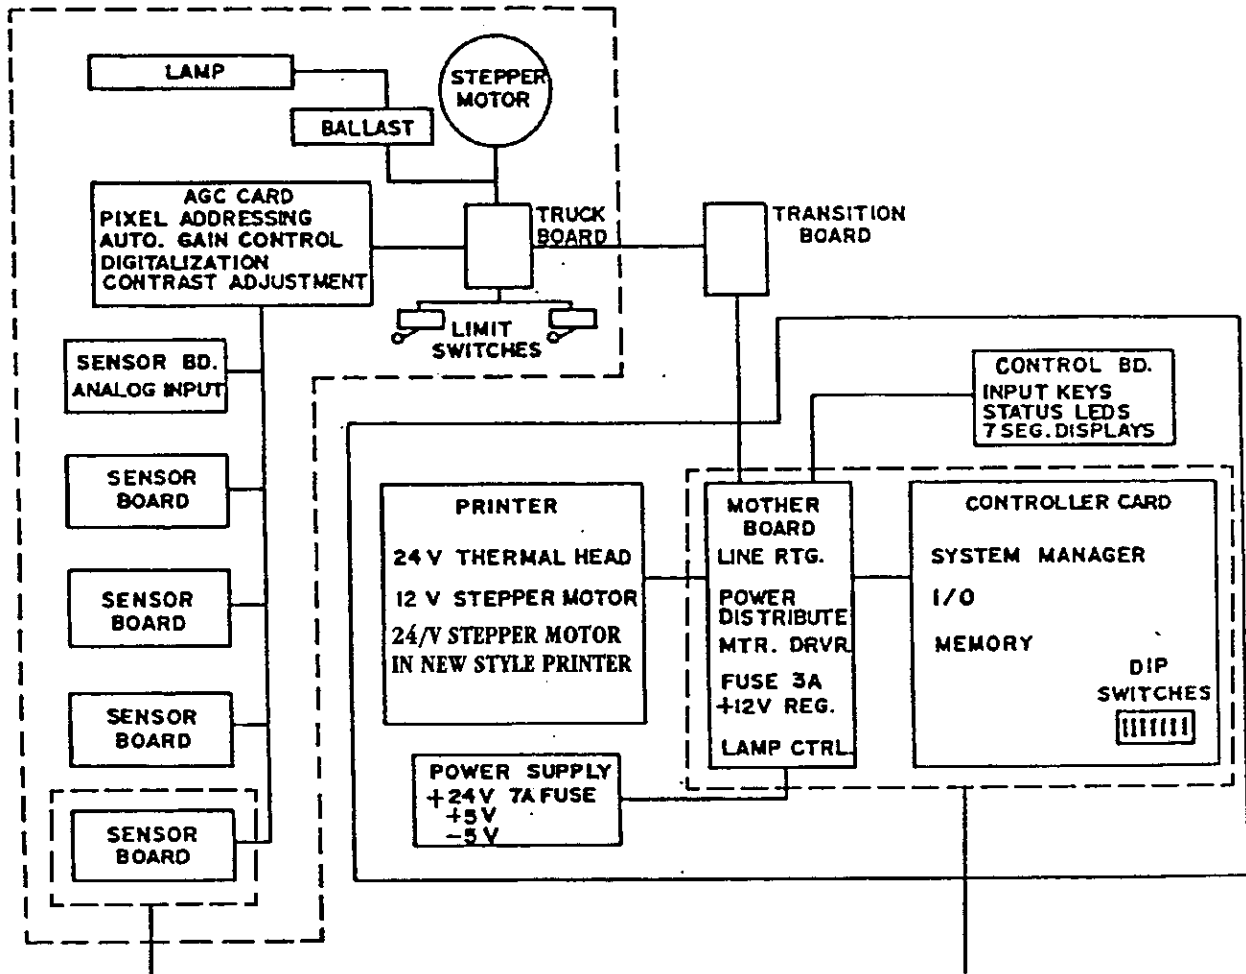 LAMP
STEPPER
MOTOR
BALLAST
AGC CARD
PIXEL ADDRESSING
AUTO. GAIN CONTROL
DIGITALIZATION
CONTRAST ADJUSTMENT
TRUCK
BOARD
TRANSITION
BOARD
LIMIT
SWITCHES
SENSOR BD.
ANALOG INPUT
SENSOR
BOARD
SENSOR
BOARD
SENSOR
BOARD
SENSOR
BOARD
CONTROL BD.
INPUT KEYS
STATUS LEDS
7 SEG. DISPLAYS
PRINTER
24 V THERMAL HEAD
12 V STEPPER MOTOR
24/V STEPPER MOTOR
IN NEW STYLE PRINTER
MOTHER
BOARD
LINE RTG.
POWER
DISTRIBUTE
MTR. DRVR.
FUSE 3A
+12V REG.
LAMP CTRL.
CONTROLLER CARD
SYSTEM MANAGER
I/O
MEMORY
DIP
SWITCHES
POWER SUPPLY
+24V 7A FUSE
+5V
-5V